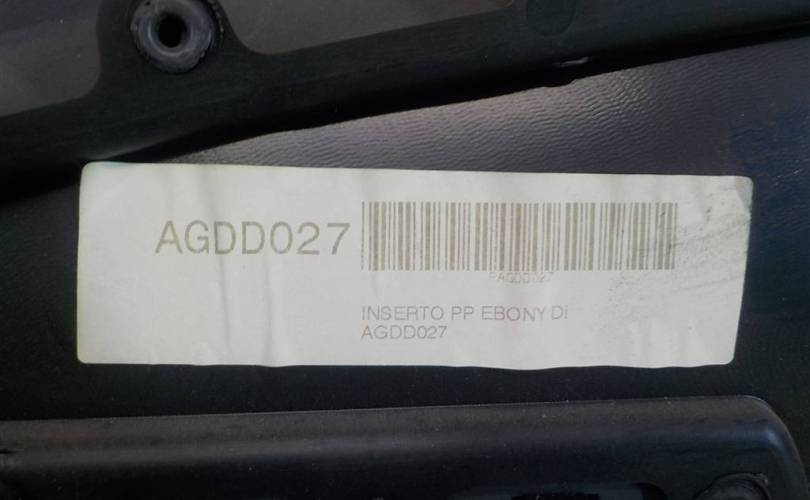 AGDD027
PAGDD027
INSERTO PP EBONY DI
AGDD027